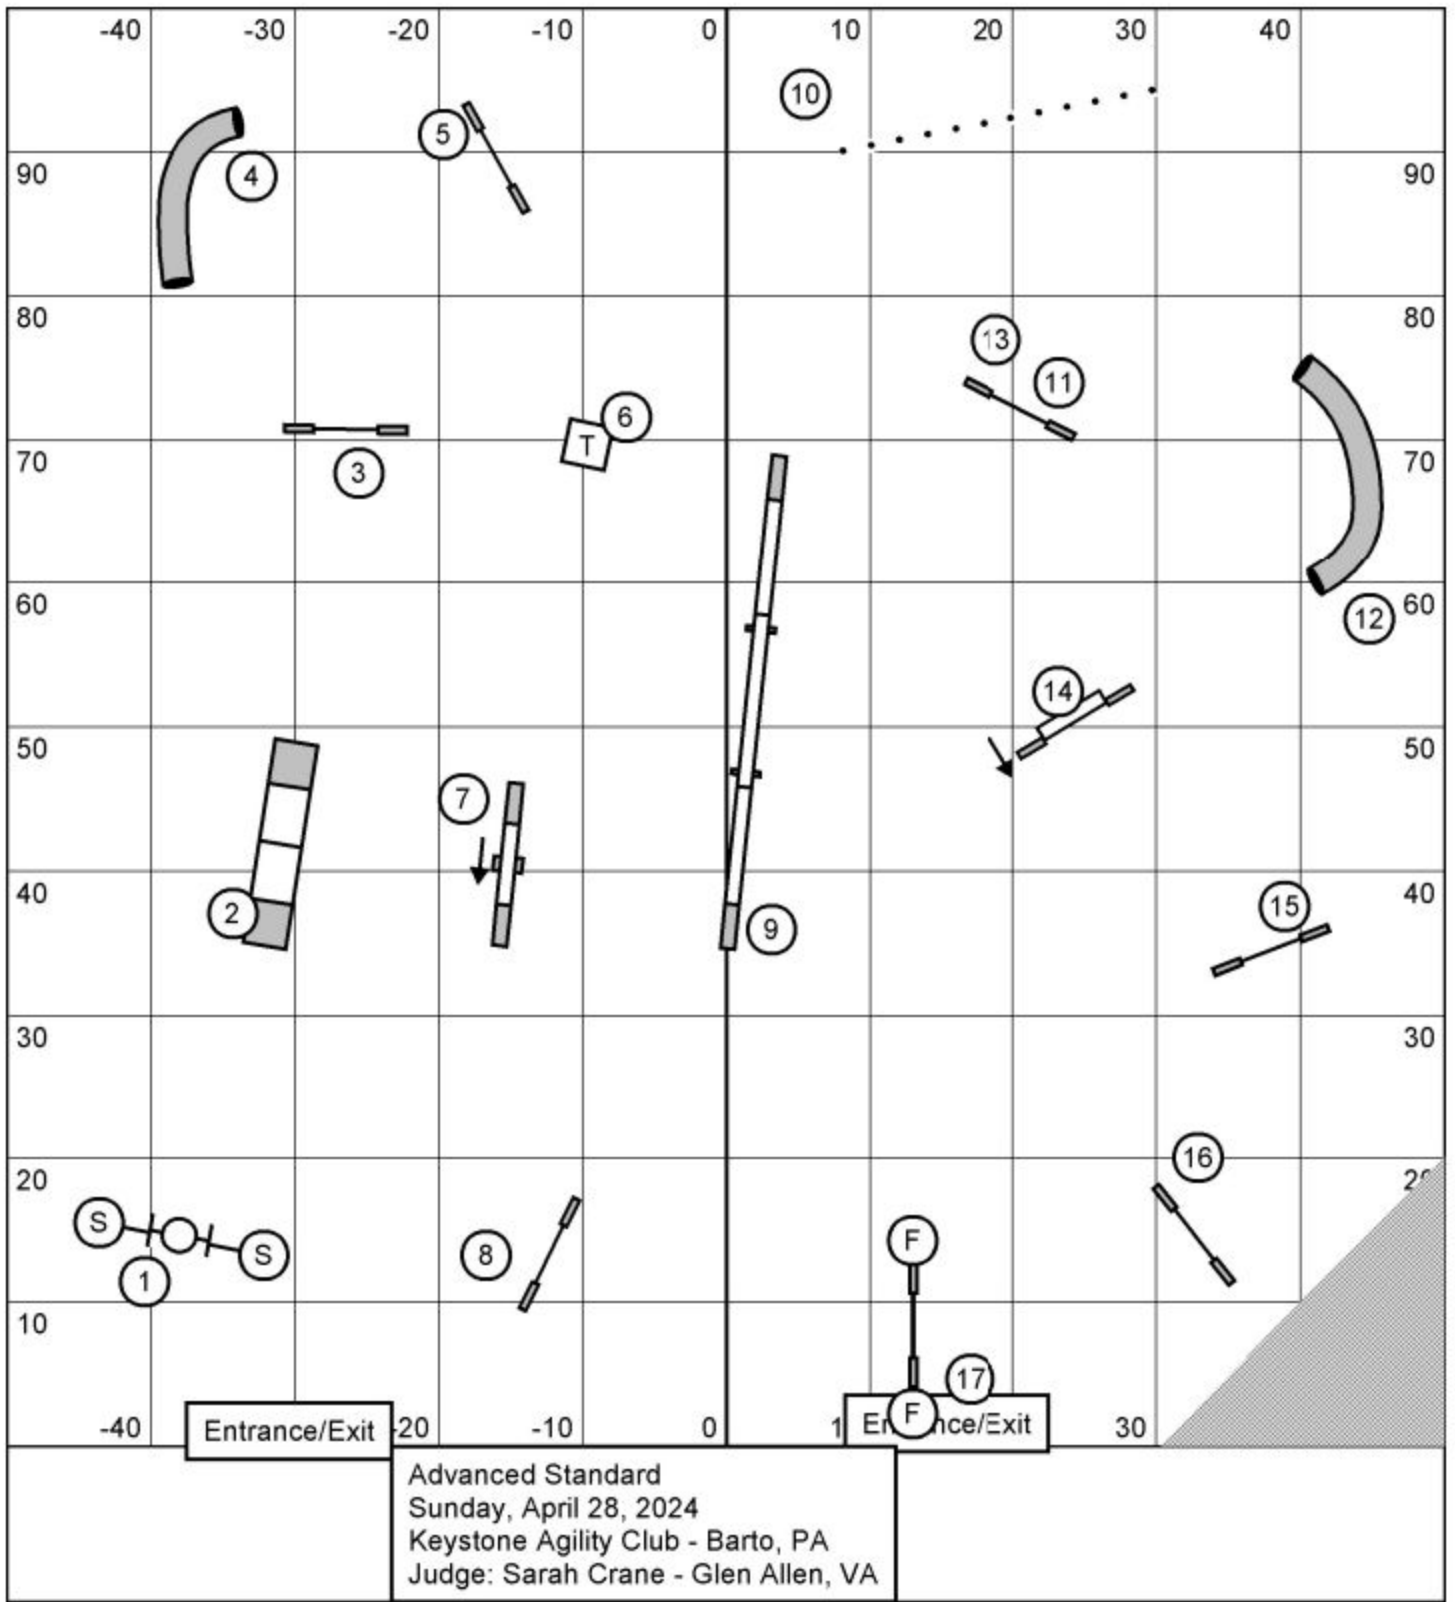 -40 -30 -20 -10 0 10 20 30 40
10
5
4
90 90
80 80
13
11
6
T
3
70 70
60 60
12
14
50 50
7
15
40 40
2
9
30 30
16
20
S
F
8
S
1
10
17
F
-40 Entrance/Exit -10 0 30
Advanced Standard
Sunday, April 28, 2024
Keystone Agility Club - Barto, PA
Judge: Sarah Crane - Glen Allen, VA